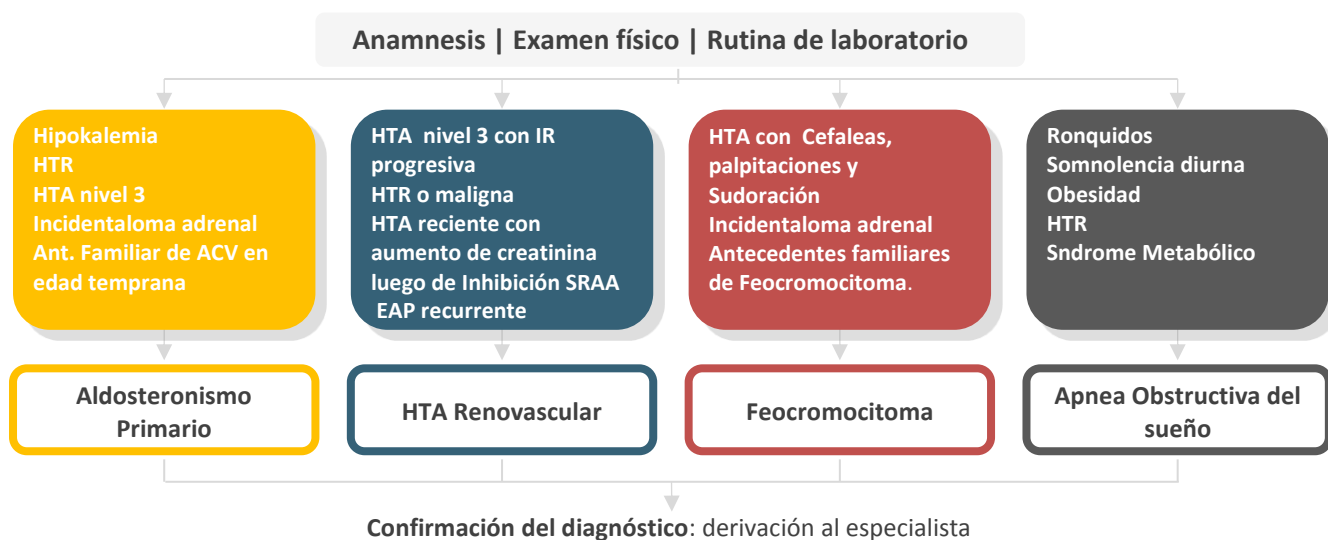 Anamnesis | Examen físico | Rutina de laboratorio
Hipokalemia
HTR
HTA nivel 3
Incidentaloma adrenal
Ant. Familiar de ACV en
edad temprana
HTA nivel 3 con IR
progresiva
HTR o maligna
HTA reciente con
aumento de creatinina
luego de Inhibición SRAA
EAP recurrente
HTA con Cefaleas,
palpitaciones y
Sudoración
Incidentaloma adrenal
Antecedentes familiares
de Feocromocitoma.
Ronquidos
Somnolencia diurna
Obesidad
HTR
Sndrome Metabólico
Aldosteronismo
Primario
HTA Renovascular
Feocromocitoma
Apnea Obstructiva del
sueño
Confirmación del diagnóstico: derivación al especialista